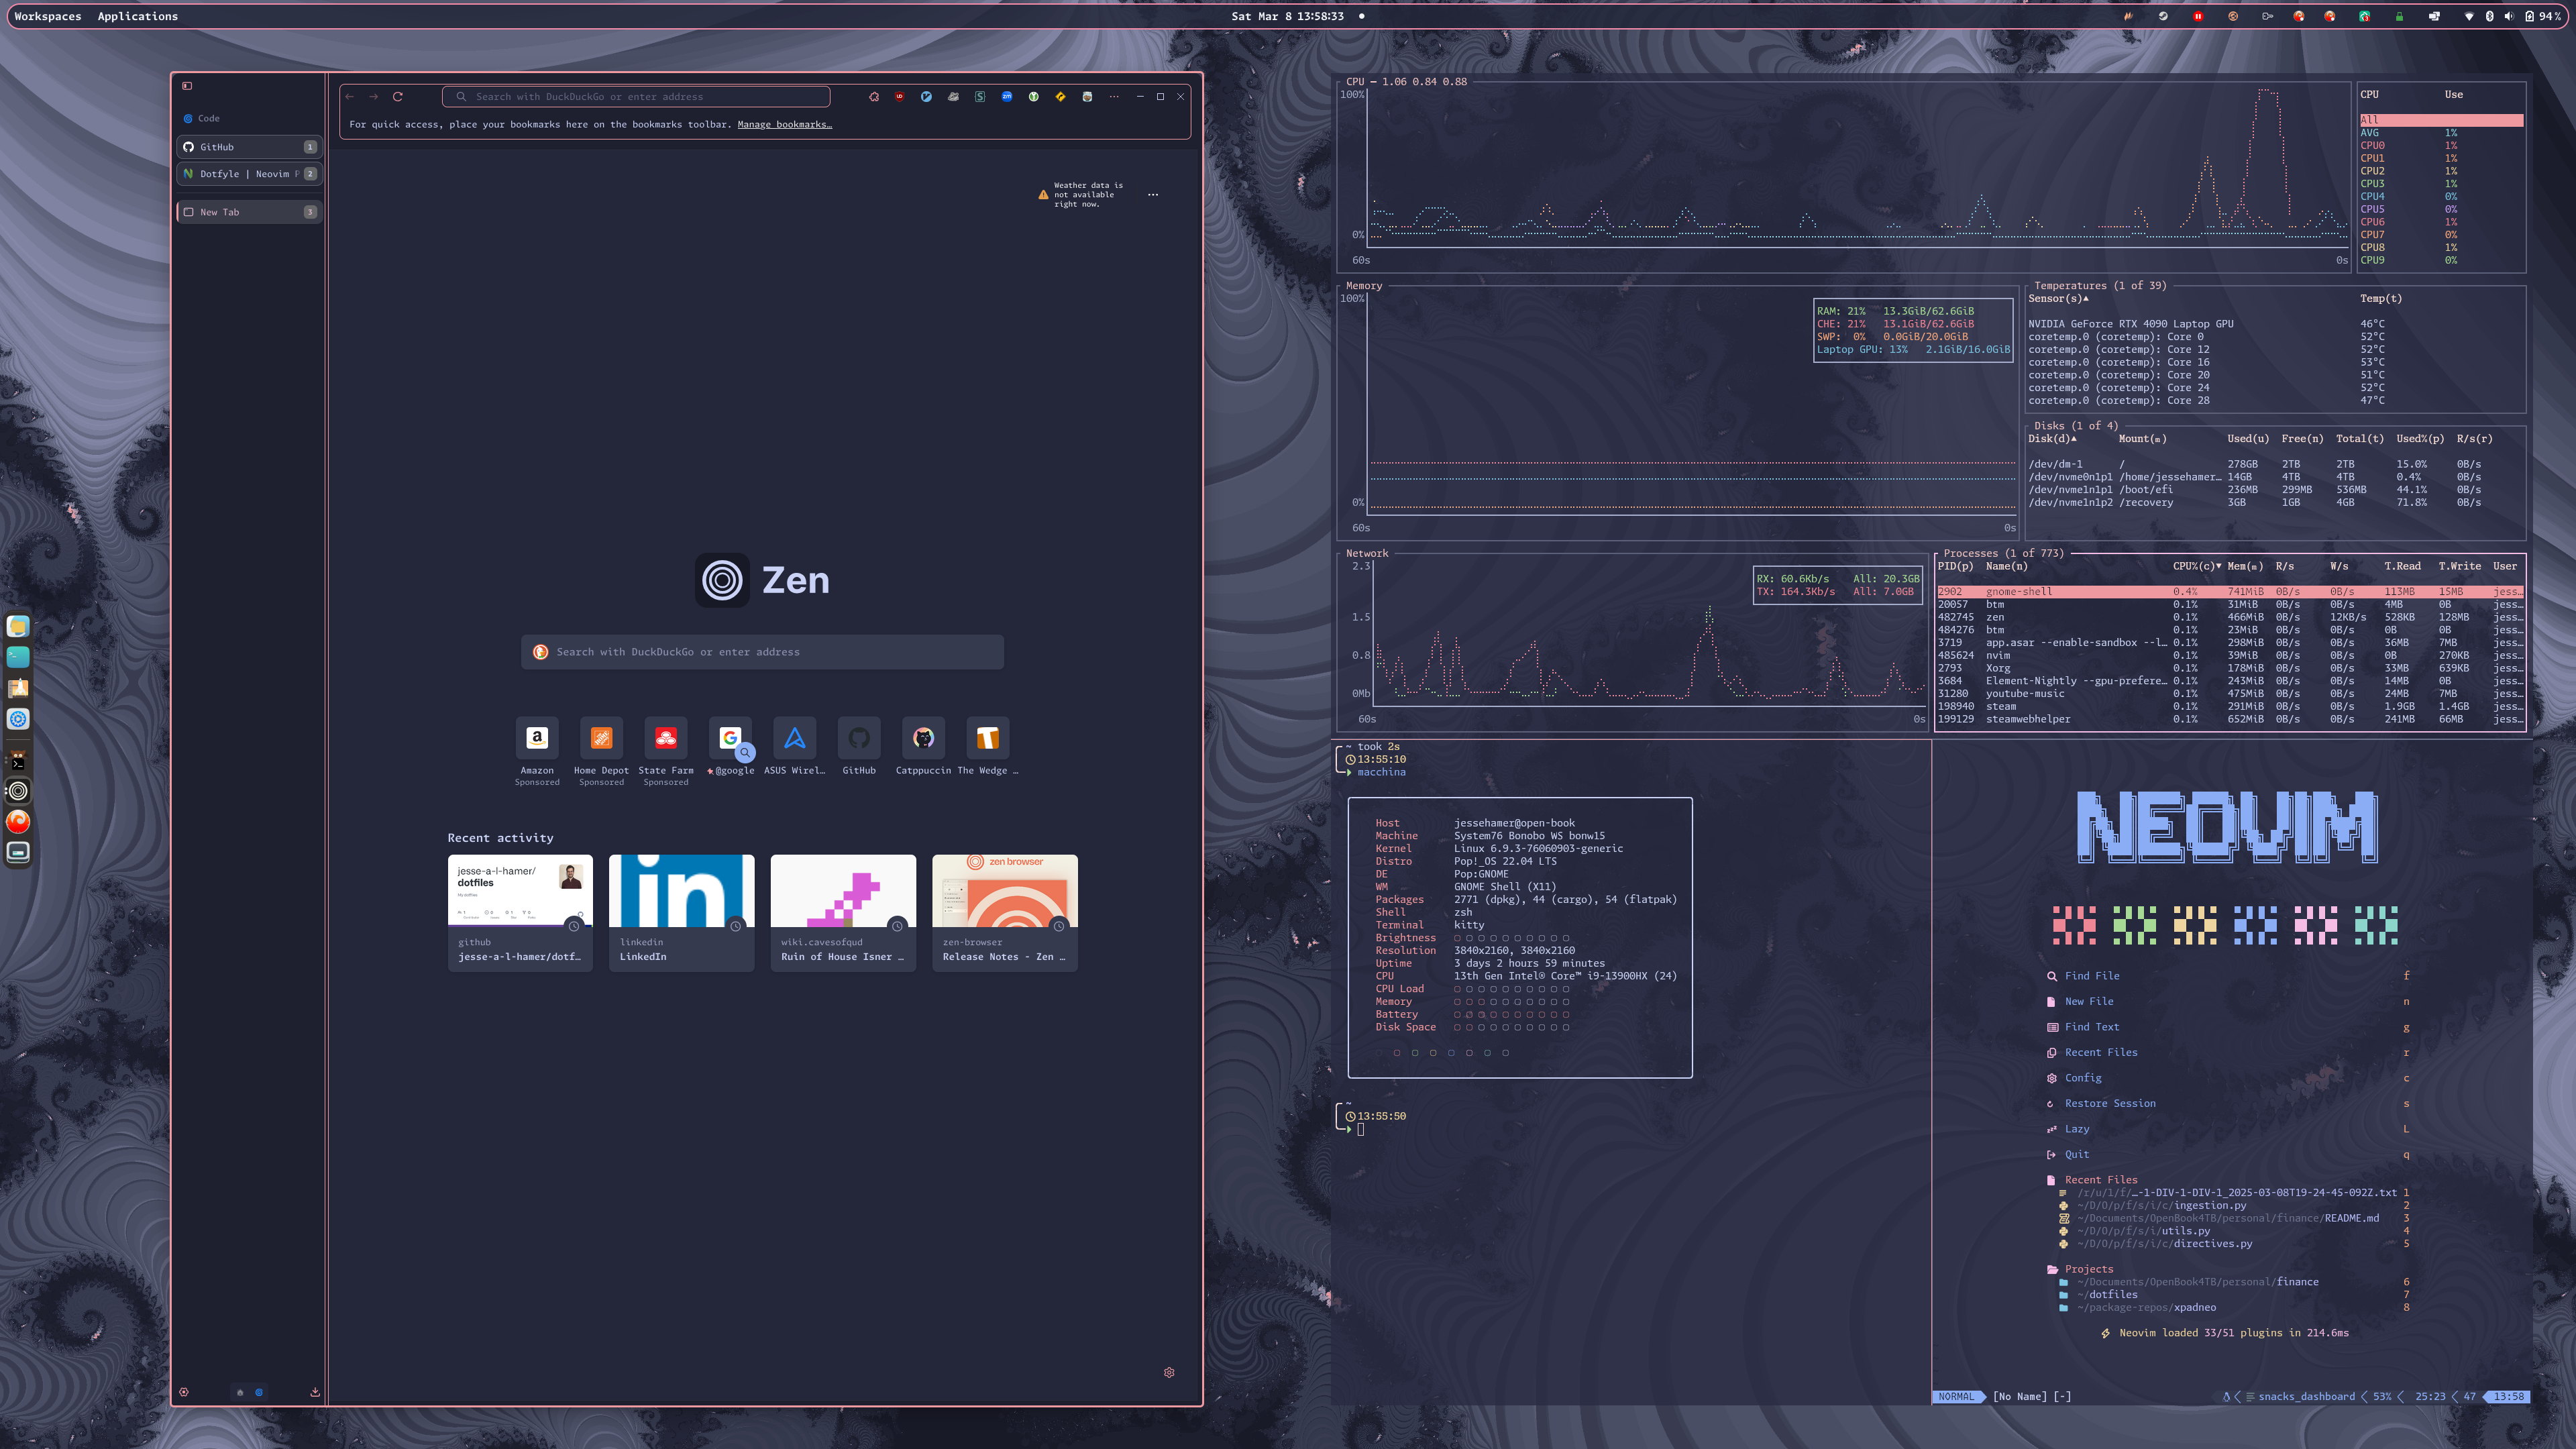 Workspaces Applications
Sat Mar 8 13:58:33
94%
Code
GitHub 1
Dotfyle | Neovim P 2
New Tab 3
Search with DuckDuckGo or enter address
For quick access, place your bookmarks here on the bookmarks toolbar. Manage bookmarks…
Weather data is
not available
right now.
Zen
Search with DuckDuckGo or enter address
Amazon
Sponsored
Home Depot
Sponsored
State Farm
Sponsored
@google
ASUS Wirel…
GitHub
Catppuccin
The Wedge …
Recent activity
jesse-a-l-hamer/
dotfiles
github
jesse-a-l-hamer/dotf…
in
linkedin
LinkedIn
wiki.cavesofqud
Ruin of House Isner …
zen browser
zen-browser
Release Notes - Zen …
CPU — 1.06 0.84 0.88
100%
0%
60s 0s
CPU Use
All
AVG 1%
CPU0 1%
CPU1 1%
CPU2 1%
CPU3 1%
CPU4 0%
CPU5 0%
CPU6 1%
CPU7 0%
CPU8 1%
CPU9 0%
Memory
100%
RAM: 21% 13.3GiB/62.6GiB
CHE: 21% 13.1GiB/62.6GiB
SWP: 0% 0.0GiB/20.0GiB
Laptop GPU: 13% 2.1GiB/16.0GiB
0%
60s 0s
Temperatures (1 of 39)
Sensor(s)▲ Temp(t)
NVIDIA GeForce RTX 4090 Laptop GPU 46°C
coretemp.0 (coretemp): Core 0 52°C
coretemp.0 (coretemp): Core 12 52°C
coretemp.0 (coretemp): Core 16 53°C
coretemp.0 (coretemp): Core 20 51°C
coretemp.0 (coretemp): Core 24 52°C
coretemp.0 (coretemp): Core 28 47°C
Disks (1 of 4)
Disk(d)▲ Mount(m) Used(u) Free(n) Total(t) Used%(p) R/s(r)
/dev/dm-1 / 278GB 2TB 2TB 15.0% 0B/s
/dev/nvme0n1p1 /home/jessehamer… 14GB 4TB 4TB 0.4% 0B/s
/dev/nvme1n1p1 /boot/efi 236MB 299MB 536MB 44.1% 0B/s
/dev/nvme1n1p2 /recovery 3GB 1GB 4GB 71.8% 0B/s
Network
2.3
1.5
0.8
0Mb
60s 0s
RX: 60.6Kb/s All: 20.3GB
TX: 164.3Kb/s All: 7.0GB
Processes (1 of 773)
PID(p) Name(n) CPU%(c)▼ Mem(m) R/s W/s T.Read T.Write User
2902 gnome-shell 0.4% 741MiB 0B/s 0B/s 113MB 15MB jess…
20057 btm 0.1% 31MiB 0B/s 0B/s 4MB 0B jess…
482745 zen 0.1% 466MiB 0B/s 12KB/s 528KB 128MB jess…
484276 btm 0.1% 23MiB 0B/s 0B/s 0B 0B jess…
3719 app.asar --enable-sandbox --l… 0.1% 298MiB 0B/s 0B/s 36MB 7MB jess…
485624 nvim 0.1% 39MiB 0B/s 0B/s 0B 270KB jess…
2793 Xorg 0.1% 178MiB 0B/s 0B/s 33MB 639KB jess…
3684 Element-Nightly --gpu-prefere… 0.1% 243MiB 0B/s 0B/s 14MB 0B jess…
31280 youtube-music 0.1% 475MiB 0B/s 0B/s 24MB 7MB jess…
198940 steam 0.1% 291MiB 0B/s 0B/s 1.9GB 1.4GB jess…
199129 steamwebhelper 0.1% 652MiB 0B/s 0B/s 241MB 66MB jess…
~ took 2s
13:55:10
macchina
Host jessehamer@open-book
Machine System76 Bonobo WS bonw15
Kernel Linux 6.9.3-76060903-generic
Distro Pop!_OS 22.04 LTS
DE Pop:GNOME
WM GNOME Shell (X11)
Packages 2771 (dpkg), 44 (cargo), 54 (flatpak)
Shell zsh
Terminal kitty
Brightness
Resolution 3840x2160, 3840x2160
Uptime 3 days 2 hours 59 minutes
CPU 13th Gen Intel® Core™ i9-13900HX (24)
CPU Load
Memory
Battery
Disk Space
~
13:55:50
NEOVIM
Find File f
New File n
Find Text g
Recent Files r
Config c
Restore Session s
Lazy L
Quit q
Recent Files
/r/u/1/f/…-1-DIV-1-DIV-1_2025-03-08T19-24-45-092Z.txt 1
~/D/O/p/f/s/i/c/ingestion.py 2
~/Documents/OpenBook4TB/personal/finance/README.md 3
~/D/O/p/f/s/i/utils.py 4
~/D/O/p/f/s/i/c/directives.py 5
Projects
~/Documents/OpenBook4TB/personal/finance 6
~/dotfiles 7
~/package-repos/xpadneo 8
Neovim loaded 33/51 plugins in 214.6ms
NORMAL [No Name] [-] snacks_dashboard 53% 25:23 47 13:58